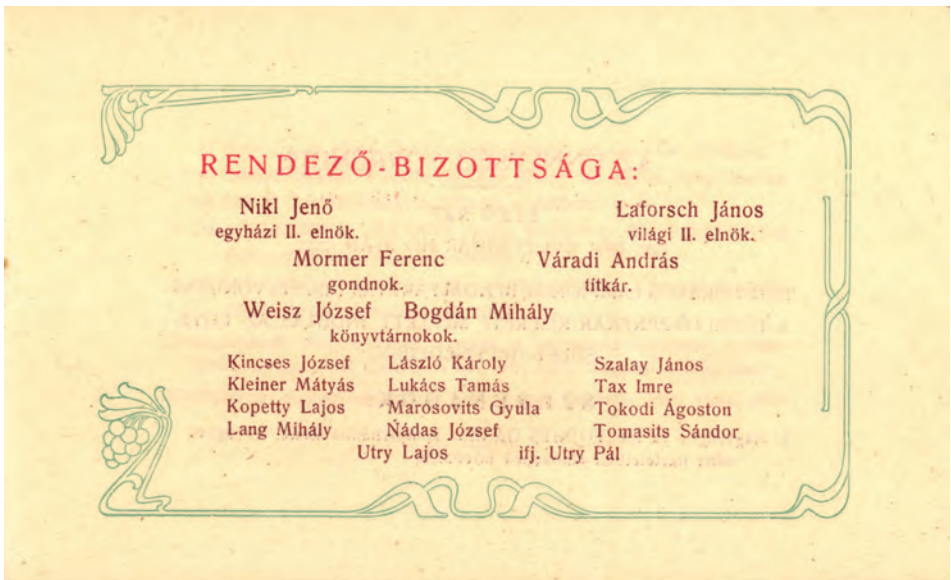 RENDEZŐ-BIZOTTSÁGA:
Nikl Jenő Laforsch János
egyházi II. elnök. világi II. elnök.
Mormer Ferenc Váradi András
gondnok. titkár.
Weisz József Bogdán Mihály
könyvtárnokok.
Kincses József László Károly Szalay János
Kleiner Mátyás Lukács Tamás Tax Imre
Kopetty Lajos Marosovits Gyula Tokodi Ágoston
Lang Mihály Nádas József Tomasits Sándor
Utry Lajos ifj. Utry Pál